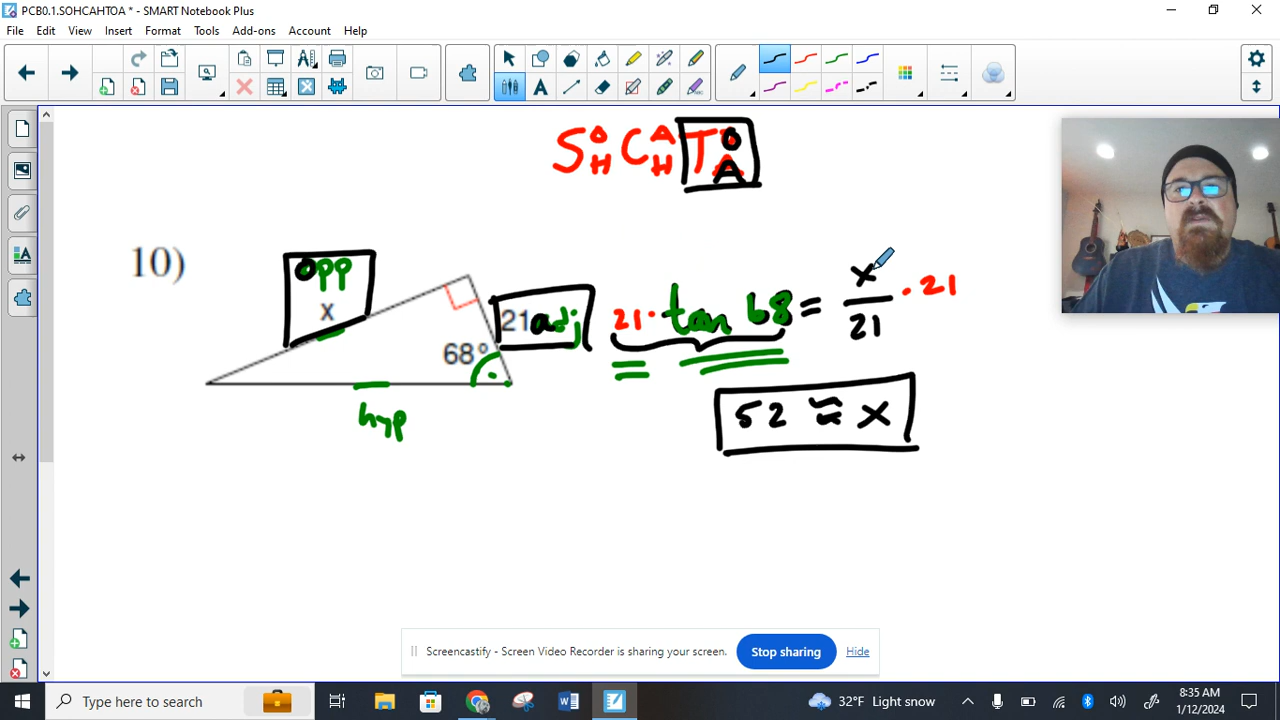 PCB0.1.SOHCAHTOA * - SMART Notebook Plus
File Edit View Insert Format Tools Add-ons Account Help
S O H C A H T O A
10)
opp
x
21 adj
68°
hyp
21 · tan 68 = x / 21 · 21
52 ≈ x
Screencastify - Screen Video Recorder is sharing your screen. Stop sharing Hide
Type here to search
32°F Light snow
8:35 AM
1/12/2024